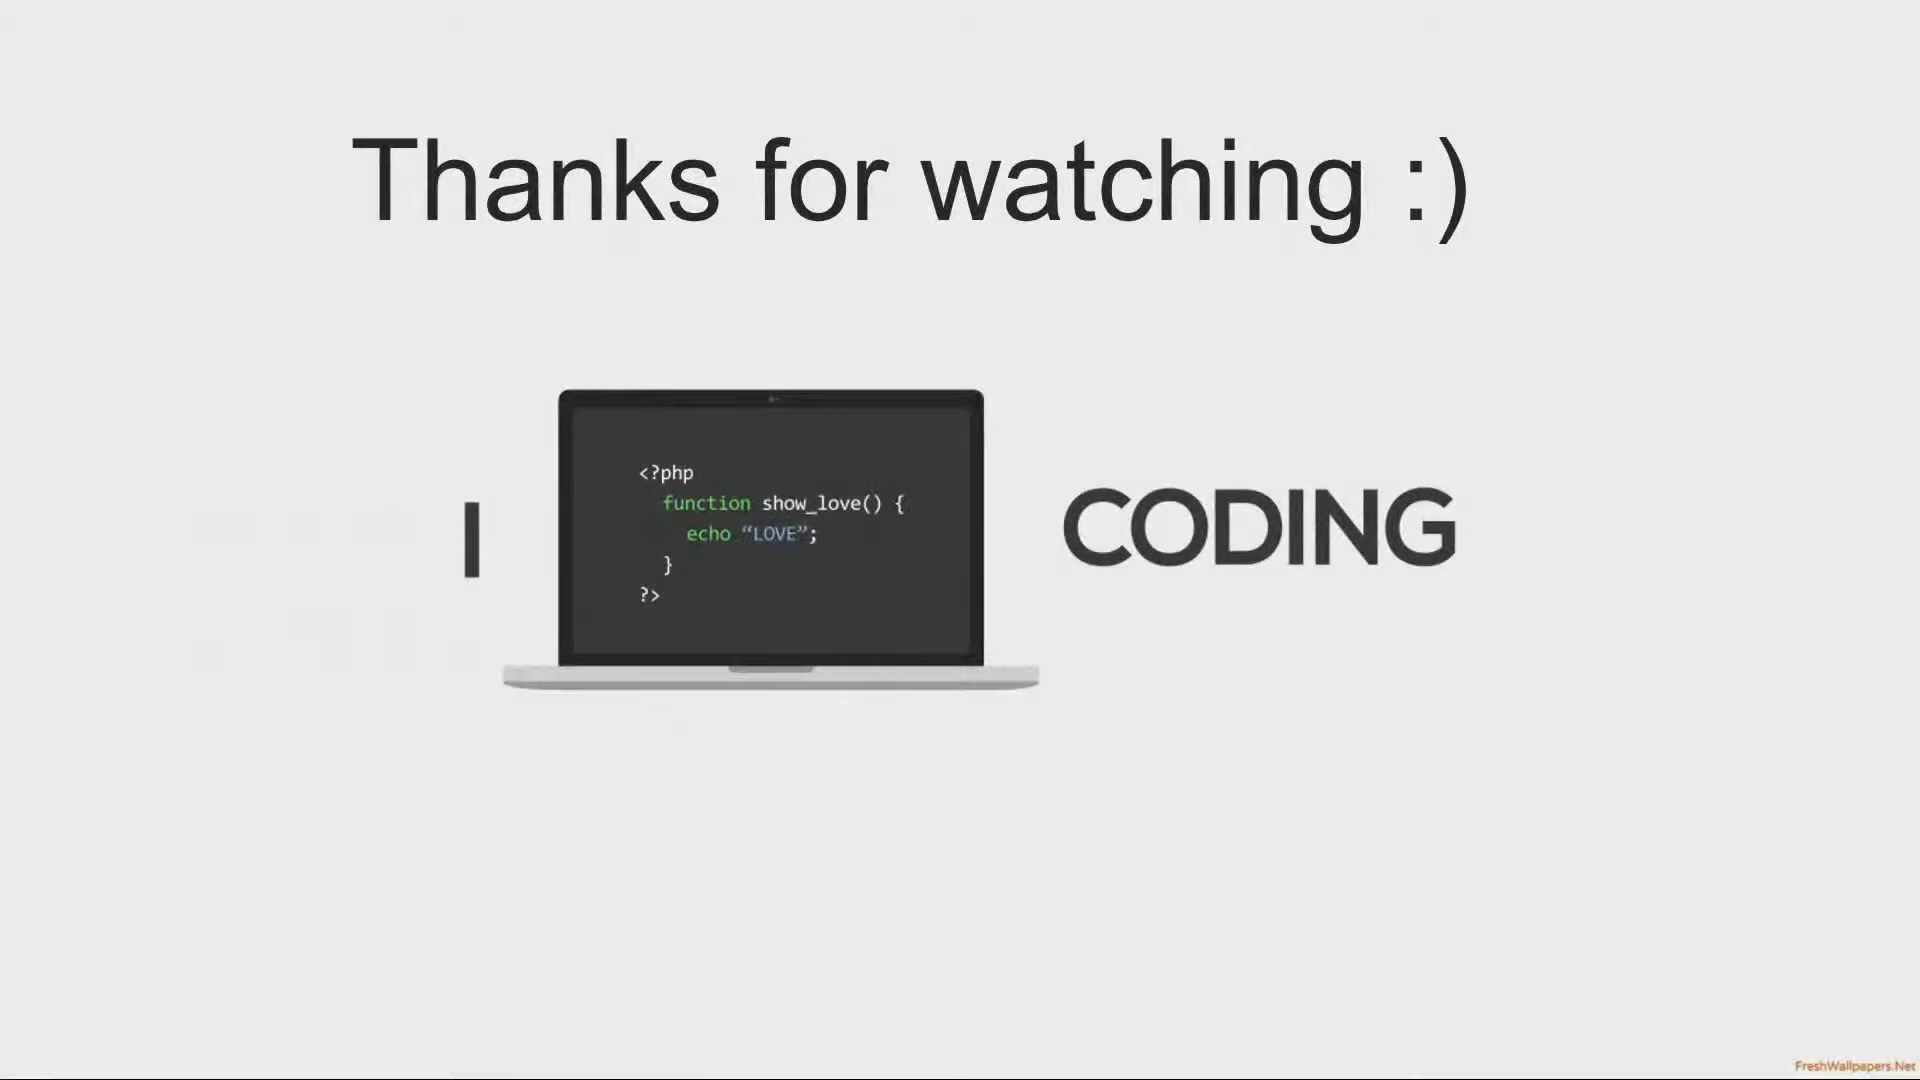 Thanks for watching :)
I
<?php
function show_love() {
echo “LOVE”;
}
?>
CODING
FreshWallpapers.Net